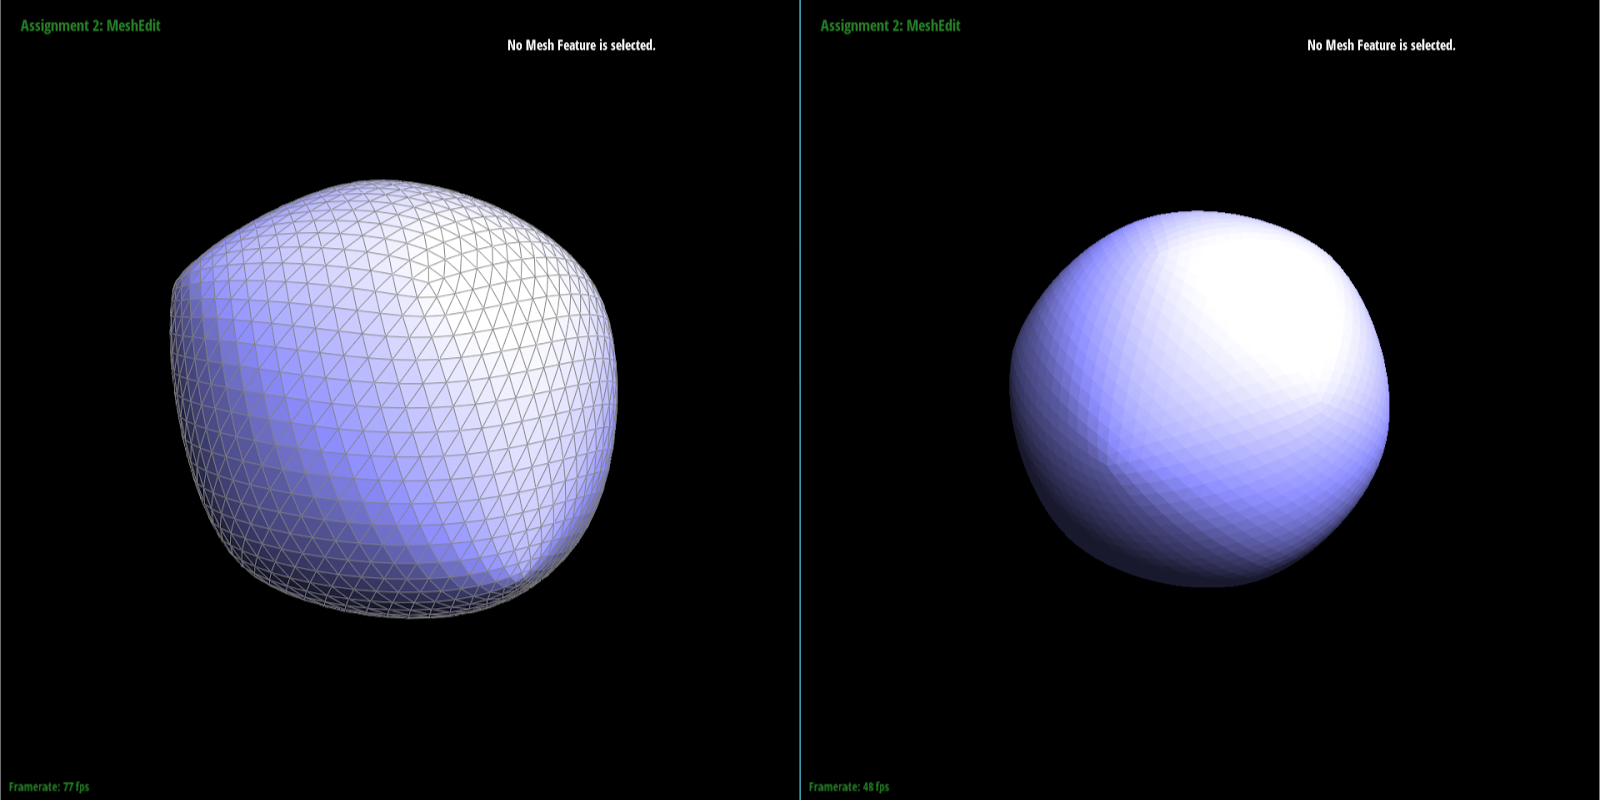 Assignment 2: MeshEdit
No Mesh Feature is selected.
Framerate: 77 fps
Assignment 2: MeshEdit
No Mesh Feature is selected.
Framerate: 48 fps